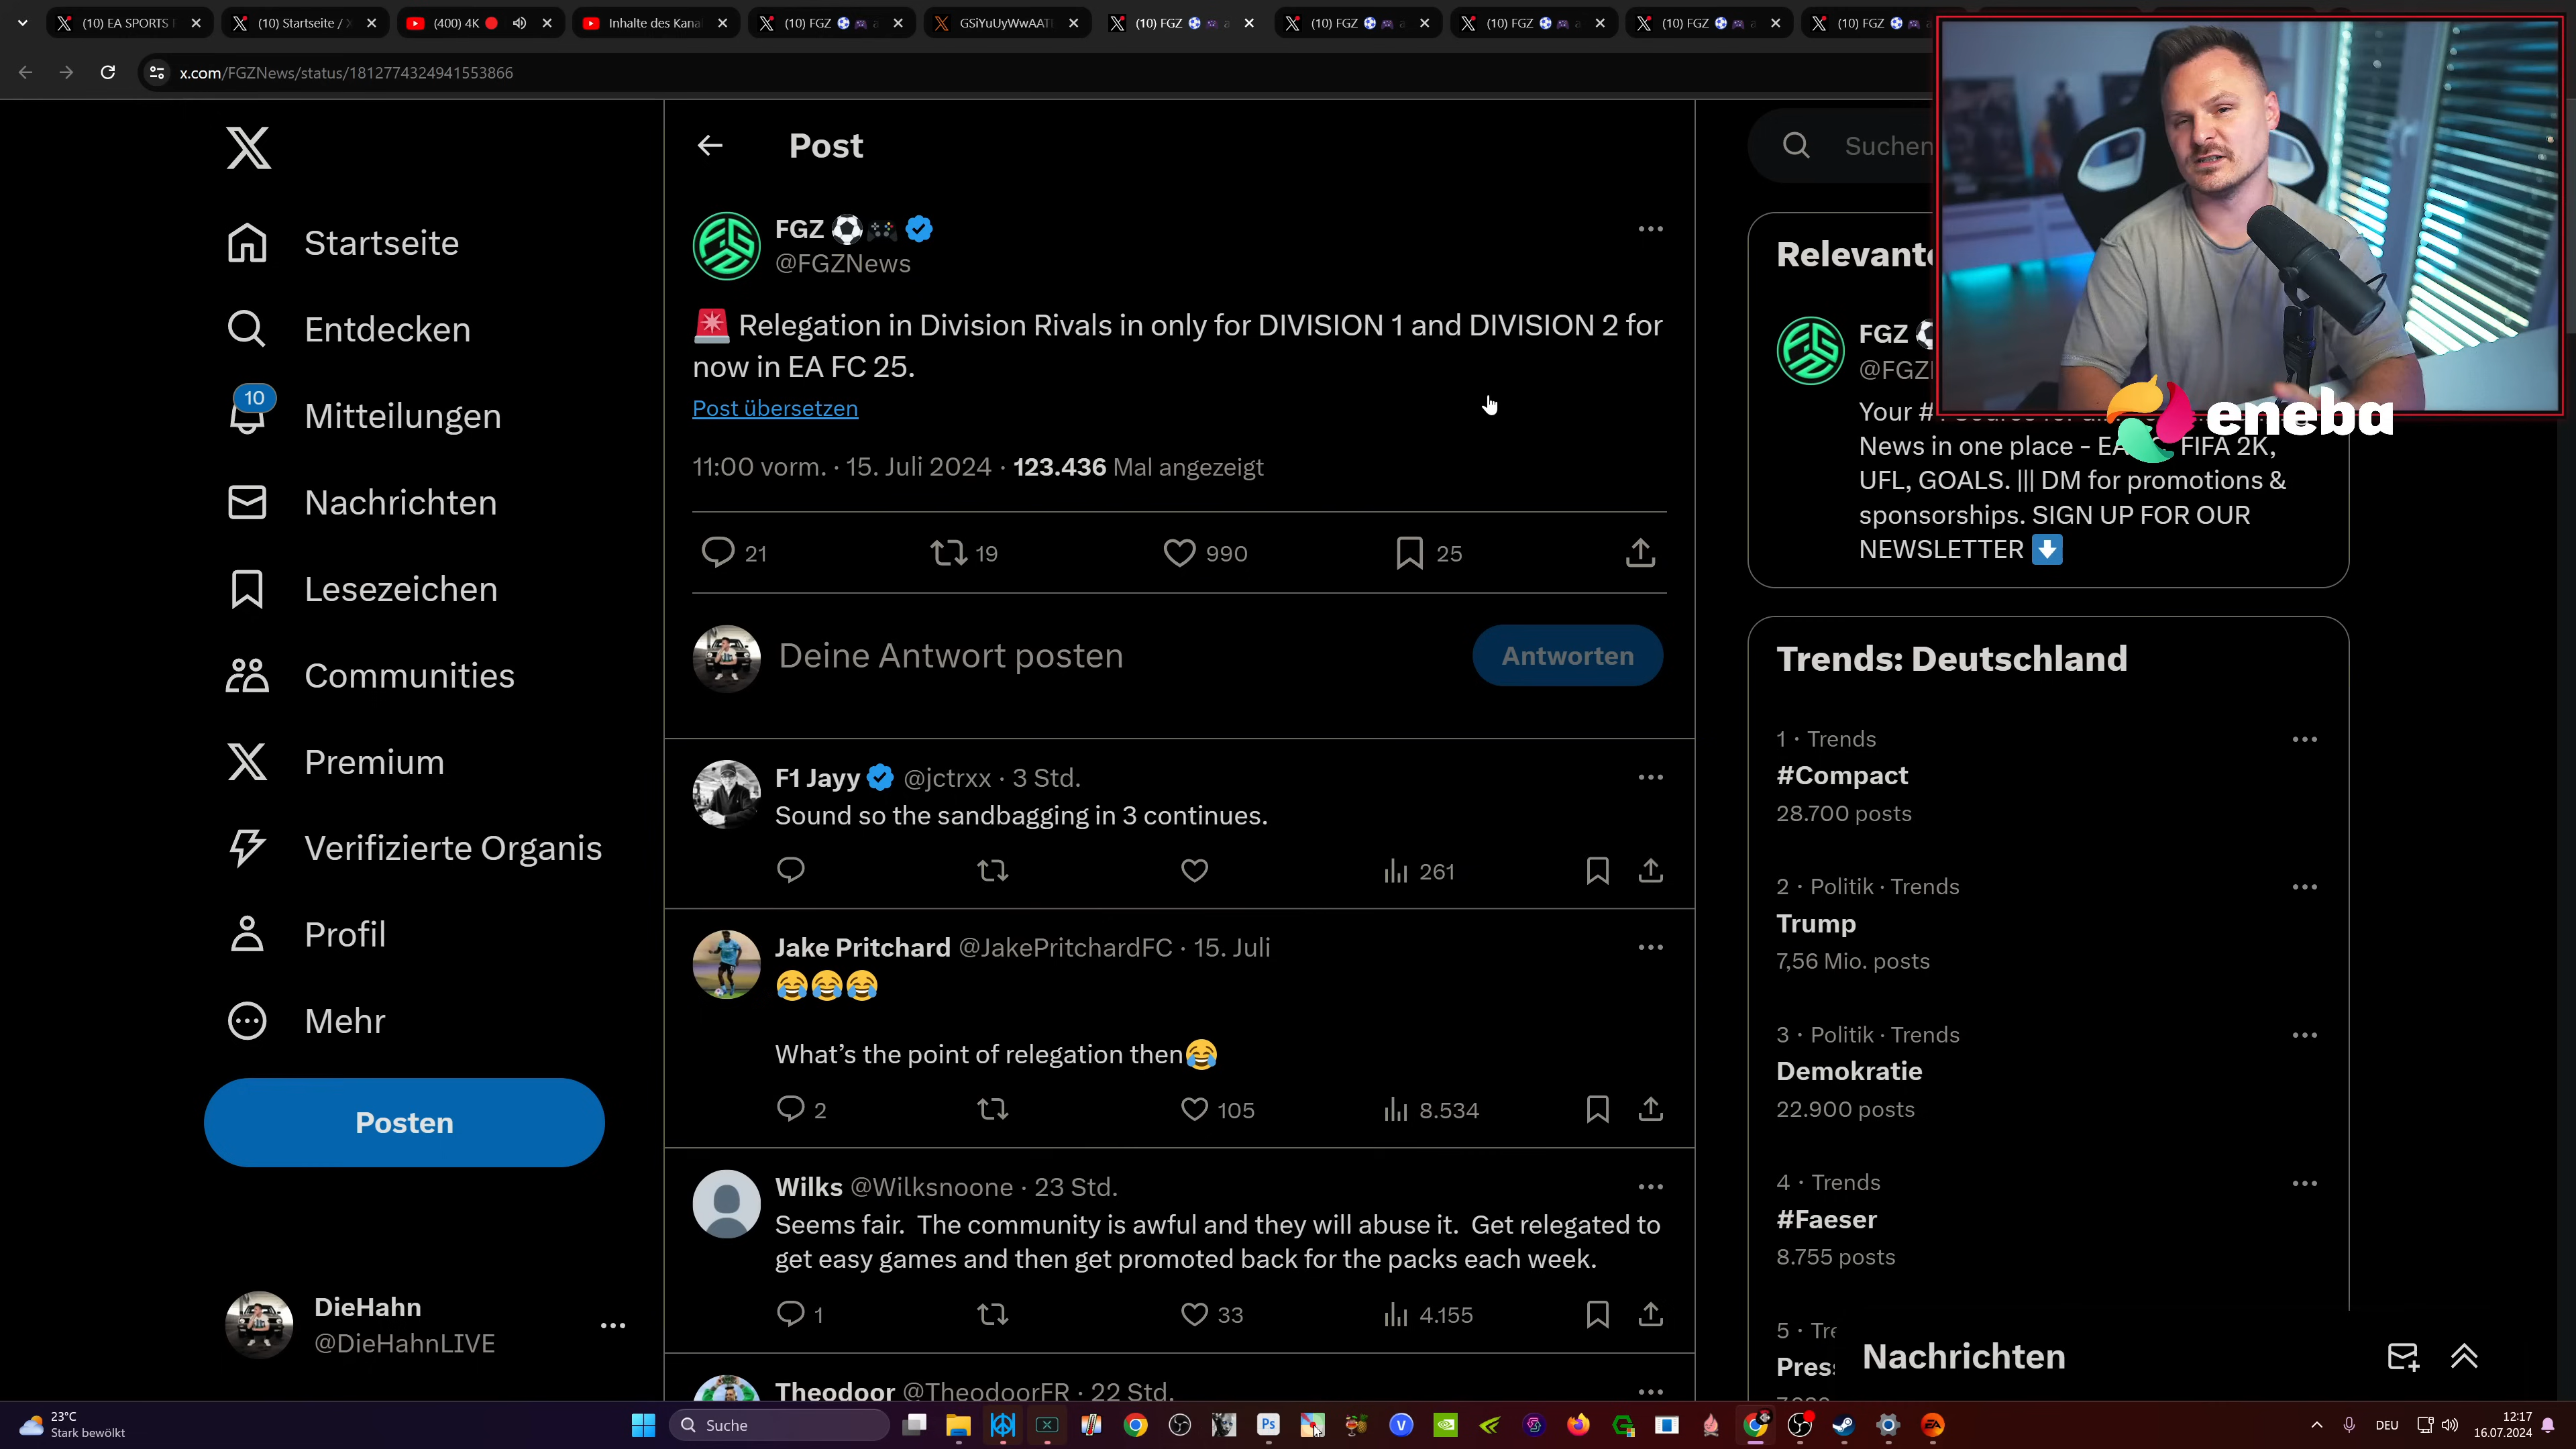 (10) EA SPORTS F
(10) Startseite / X
(400) 4K
Inhalte des Kana
(10) FGZ ⚽🎮 a
GSiYuUyWwAATI
(10) FGZ ⚽🎮 a
(10) FGZ ⚽🎮 a
(10) FGZ ⚽🎮 a
(10) FGZ ⚽🎮 a
(10) FGZ ⚽🎮
x.com/FGZNews/status/1812774324941553866
Startseite
Entdecken
10
Mitteilungen
Nachrichten
Lesezeichen
Communities
Premium
Verifizierte Organis
Profil
Mehr
Posten
DieHahn
@DieHahnLIVE
Post
FGZ ⚽🎮
@FGZNews
🚨 Relegation in Division Rivals in only for DIVISION 1 and DIVISION 2 for
now in EA FC 25.
Post übersetzen
11:00 vorm. · 15. Juli 2024 · 123.436 Mal angezeigt
21 19 990 25
Deine Antwort posten
Antworten
F1 Jayy @jctrxx · 3 Std.
Sound so the sandbagging in 3 continues.
261
Jake Pritchard @JakePritchardFC · 15. Juli
😂😂😂
What's the point of relegation then😂
2 105 8.534
Wilks @Wilksnoone · 23 Std.
Seems fair. The community is awful and they will abuse it. Get relegated to
get easy games and then get promoted back for the packs each week.
1 33 4.155
Theodoor @TheodoorFR · 22 Std.
Suchen
Relevante
FGZ
@FGZ
Your #
News in one place - EA FIFA 2K,
UFL, GOALS. ||| DM for promotions &
sponsorships. SIGN UP FOR OUR
NEWSLETTER ⬇️
eneba
Trends: Deutschland
1 · Trends
#Compact
28.700 posts
2 · Politik · Trends
Trump
7,56 Mio. posts
3 · Politik · Trends
Demokratie
22.900 posts
4 · Trends
#Faeser
8.755 posts
5 · Tre
Press
Nachrichten
23°C
Stark bewölkt
Suche
Ps
DEU
12:17
16.07.2024